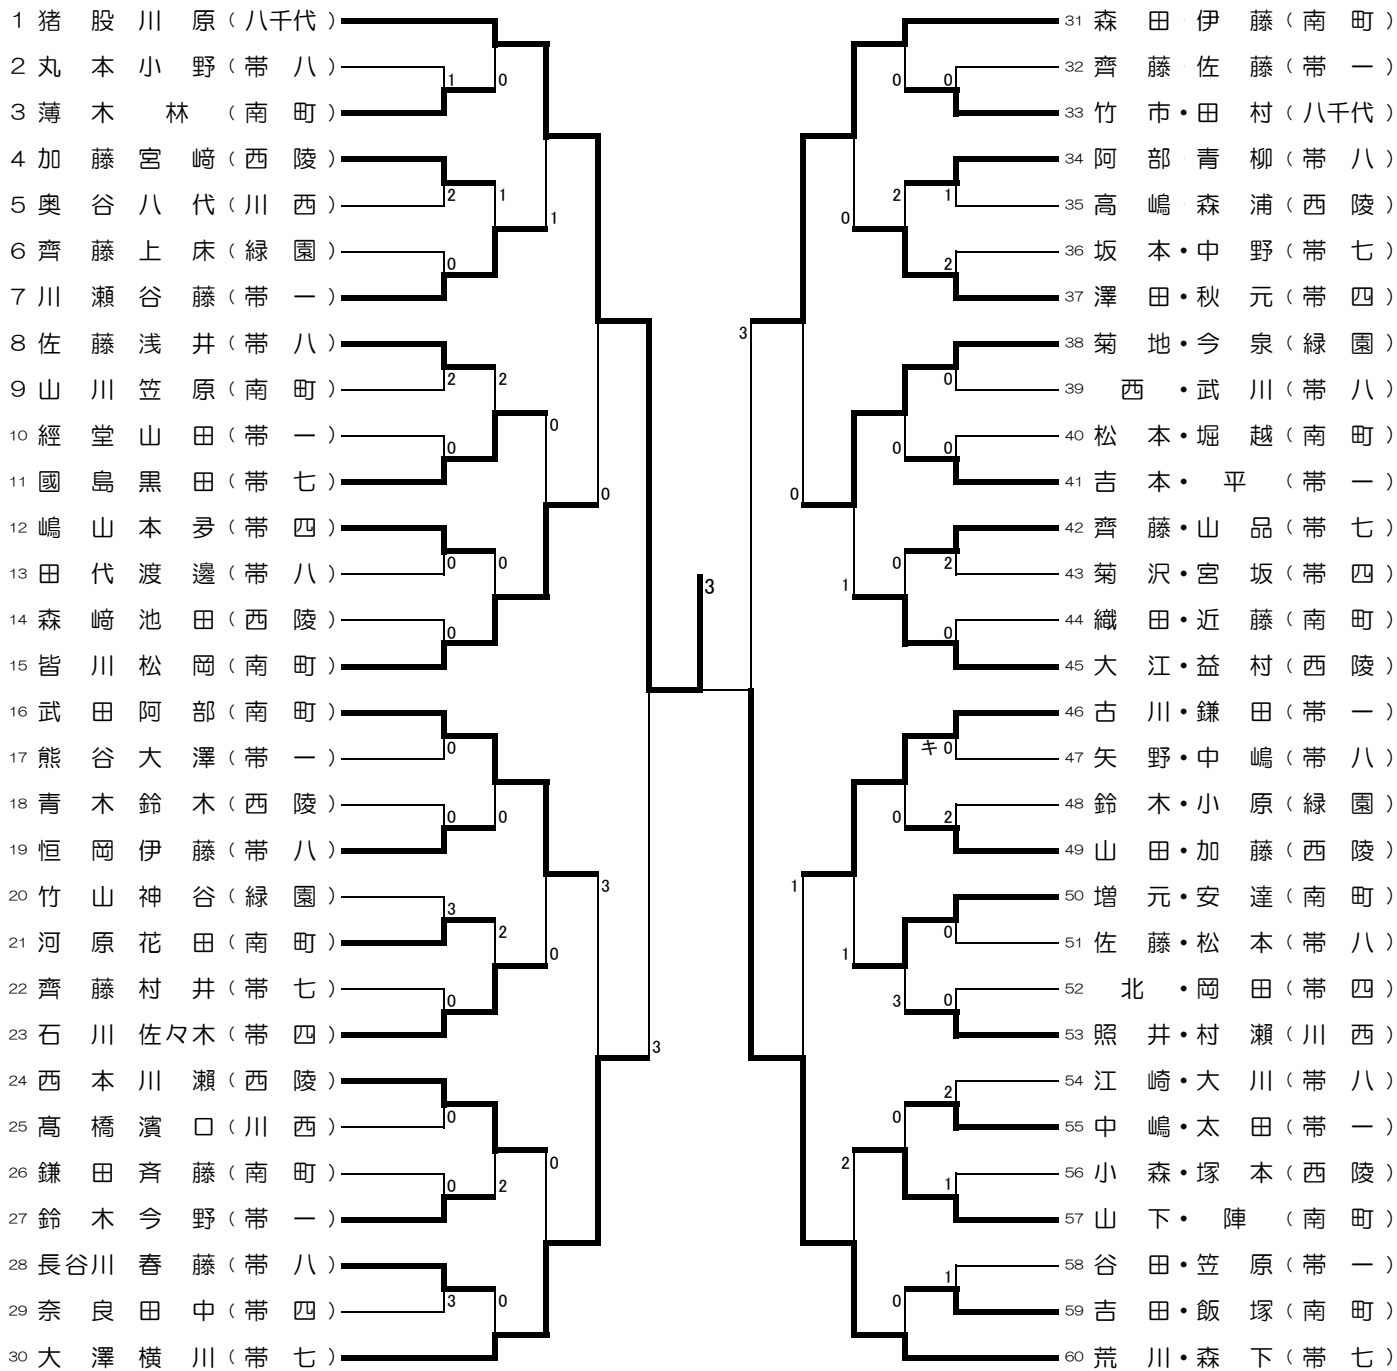 1 猪 股 川 原 (八千代)
2 丸 本 小 野 (帯 八)
3 薄 木 林 (南 町)
4 加 藤 宮 﨑 (西 陵)
5 奥 谷 八 代 (川 西)
6 齊 藤 上 床 (緑 園)
7 川 瀬 谷 藤 (帯 一)
8 佐 藤 浅 井 (帯 八)
9 山 川 笠 原 (南 町)
10 經 堂 山 田 (帯 一)
11 國 島 黒 田 (帯 七)
12 嶋 山 本 夛 (帯 四)
13 田 代 渡 邊 (帯 八)
14 森 﨑 池 田 (西 陵)
15 皆 川 松 岡 (南 町)
16 武 田 阿 部 (南 町)
17 熊 谷 大 澤 (帯 一)
18 青 木 鈴 木 (西 陵)
19 恒 岡 伊 藤 (帯 八)
20 竹 山 神 谷 (緑 園)
21 河 原 花 田 (南 町)
22 齊 藤 村 井 (帯 七)
23 石 川 佐々木 (帯 四)
24 西 本 川 瀬 (西 陵)
25 髙 橋 濱 口 (川 西)
26 鎌 田 斉 藤 (南 町)
27 鈴 木 今 野 (帯 一)
28 長谷川 春 藤 (帯 八)
29 奈 良 田 中 (帯 四)
30 大 澤 横 川 (帯 七)
1
0
2
1
1
0
2
2
0
0
0
0
0
0
0
0
0
3
3
2
0
0
3
0
0
0
2
3
0
3
3
0
0
2
1
0
2
0
0
0
0
0
2
1
0
キ 0
0
2
1
0
1
3
0
2
0
2
1
1
0
31 森 田 伊 藤 (南 町)
32 齊 藤 佐 藤 (帯 一)
33 竹 市・田 村 (八千代)
34 阿 部 青 柳 (帯 八)
35 高 嶋 森 浦 (西 陵)
36 坂 本・中 野 (帯 七)
37 澤 田・秋 元 (帯 四)
38 菊 地・今 泉 (緑 園)
39 西 ・武 川 (帯 八)
40 松 本・堀 越 (南 町)
41 吉 本・ 平 (帯 一)
42 齊 藤・山 品 (帯 七)
43 菊 沢・宮 坂 (帯 四)
44 織 田・近 藤 (南 町)
45 大 江・益 村 (西 陵)
46 古 川・鎌 田 (帯 一)
47 矢 野・中 嶋 (帯 八)
48 鈴 木・小 原 (緑 園)
49 山 田・加 藤 (西 陵)
50 増 元・安 達 (南 町)
51 佐 藤・松 本 (帯 八)
52 北 ・岡 田 (帯 四)
53 照 井・村 瀬 (川 西)
54 江 崎・大 川 (帯 八)
55 中 嶋・太 田 (帯 一)
56 小 森・塚 本 (西 陵)
57 山 下・ 陣 (南 町)
58 谷 田・笠 原 (帯 一)
59 吉 田・飯 塚 (南 町)
60 荒 川・森 下 (帯 七)